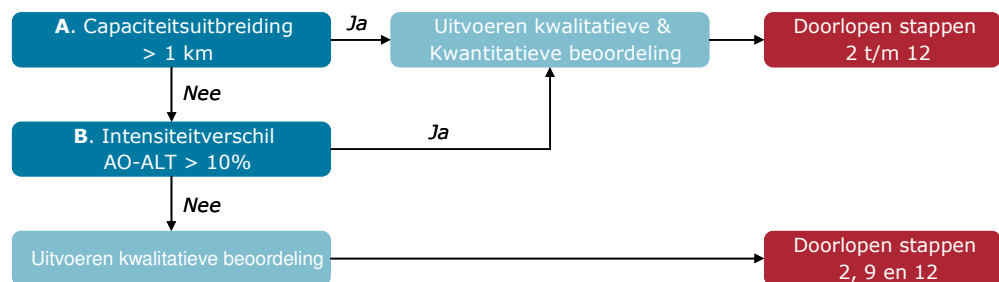 A. Capaciteitsuitbreiding
> 1 km
Ja
Uitvoeren kwalitatieve &
Kwantitatieve beoordeling
Doorlopen stappen
2 t/m 12
Nee
B. Intensiteitverschil
AO-ALT > 10%
Ja
Nee
Uitvoeren kwalitatieve beoordeling
Doorlopen stappen
2, 9 en 12